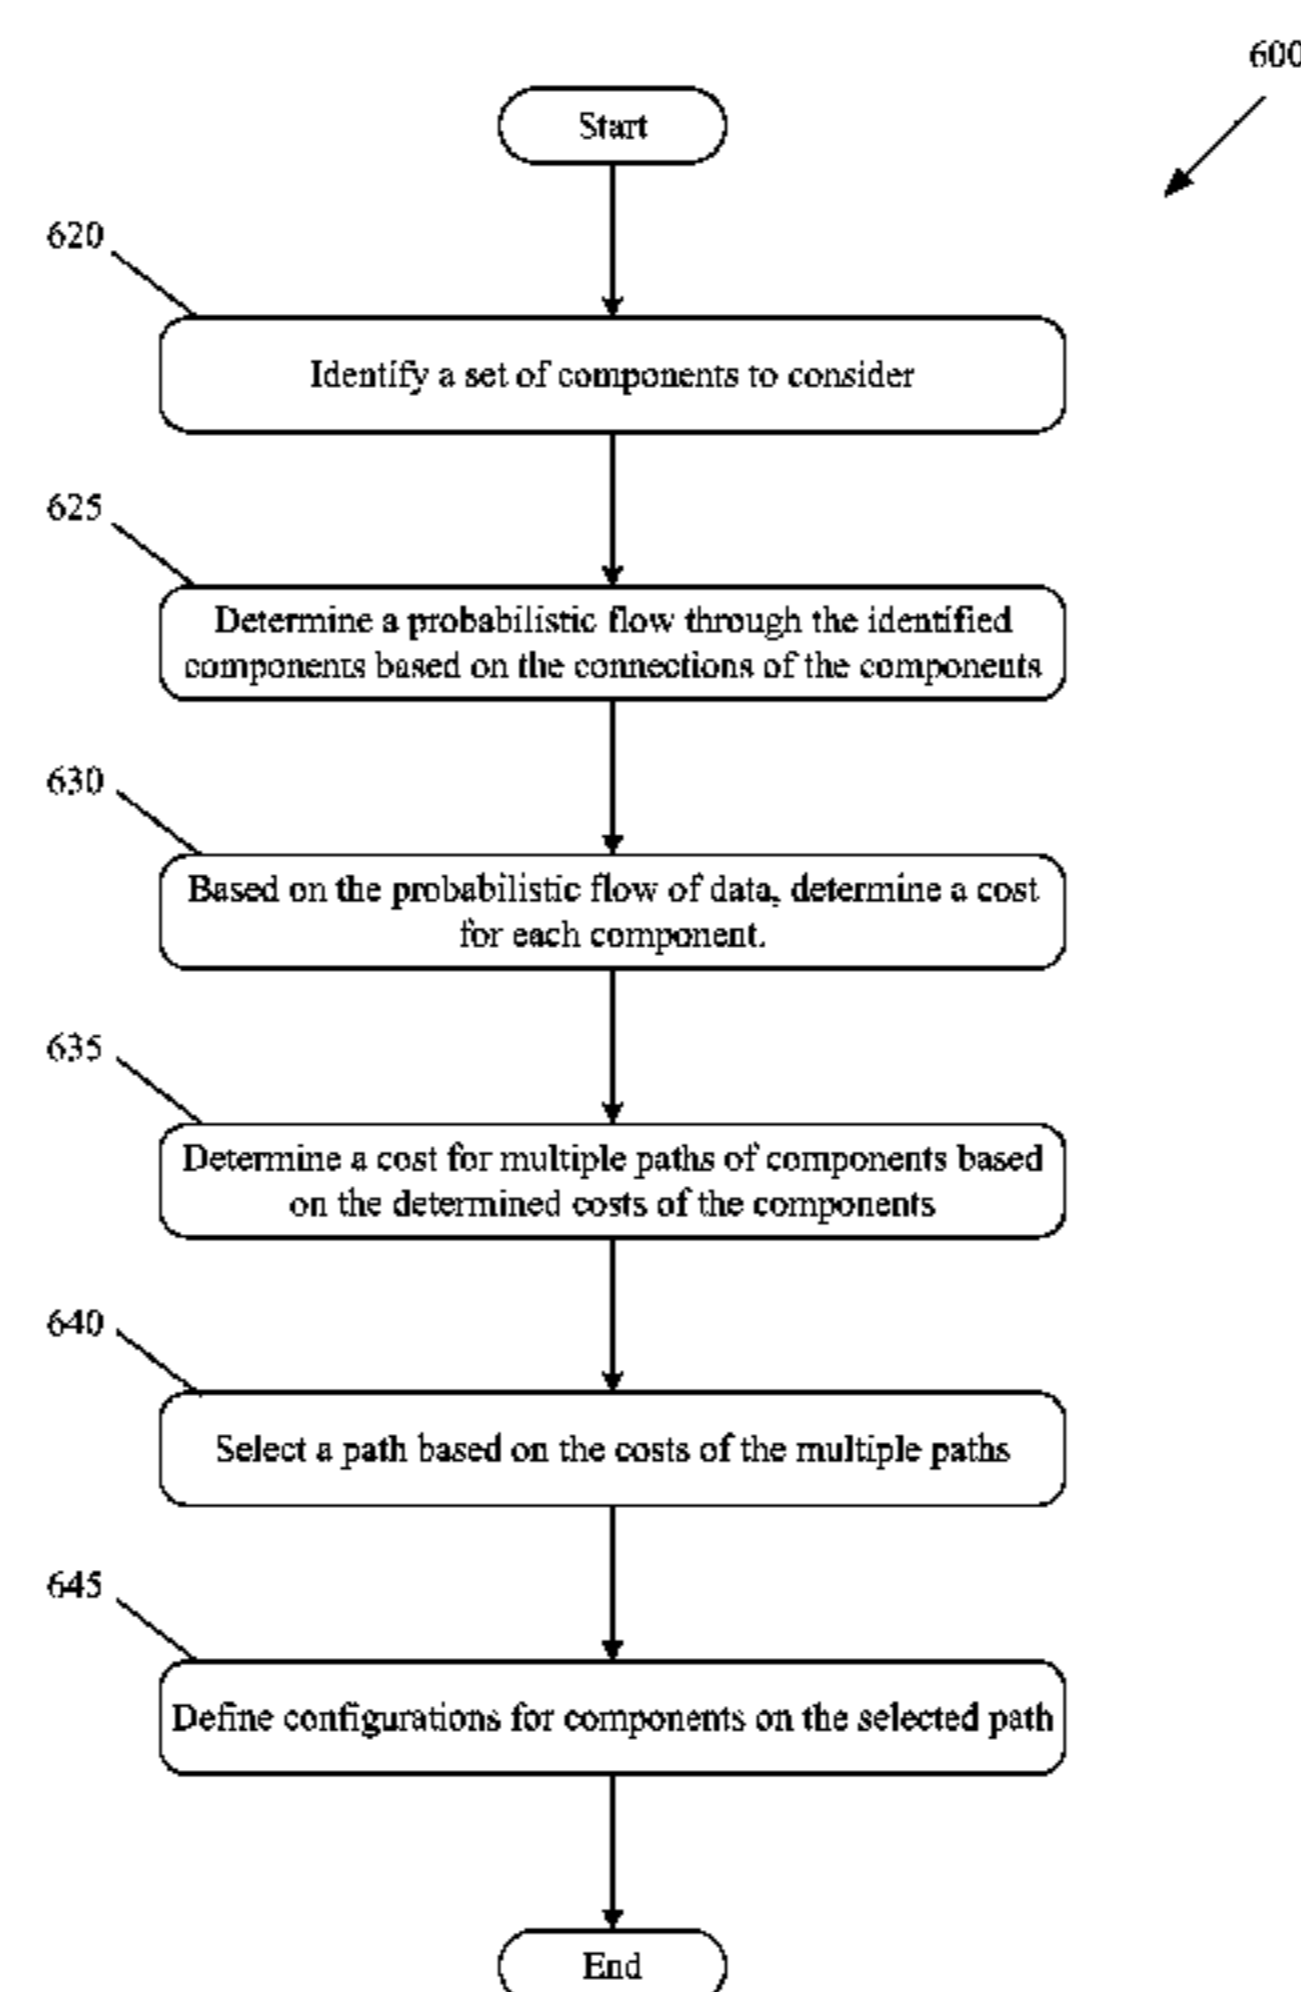 600
Start
620
Identify a set of components to consider
625
Determine a probabilistic flow through the identified
components based on the connections of the components
630
Based on the probabilistic flow of data, determine a cost
for each component.
635
Determine a cost for multiple paths of components based
on the determined costs of the components
640
Select a path based on the costs of the multiple paths
645
Define configurations for components on the selected path
End